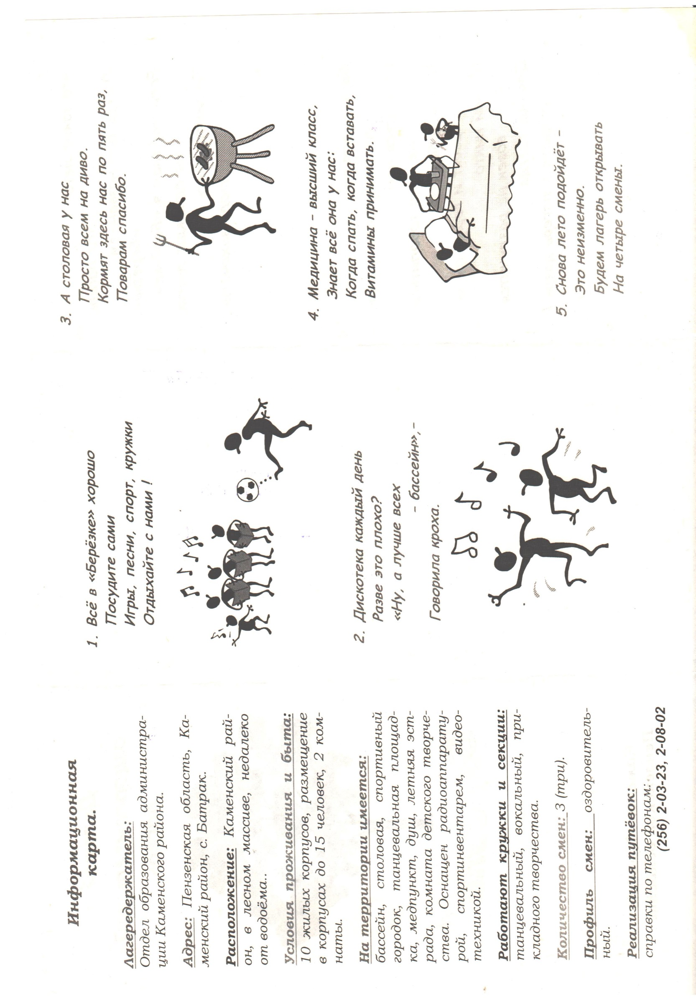 Информационная
карта.
Лагередержатель:
Отдел образования администра-
ции Каменского района.
Адрес: Пензенская область, Ка-
менский район, с. Батрак.
Расположение: Каменский рай-
он, в лесном массиве, недалеко
от водоёма..
Условия проживания и быта:
10 жилых корпусов, размещение
в корпусах до 15 человек, 2 ком-
наты.
На территории имеется:
бассейн, столовая, спортивный
городок, танцевальная площад-
ка, медпункт, душ, летняя эст-
рада, комната детского творче-
ства. Оснащен радиоаппарату-
рой, спортинвентарем, видео-
техникой.
Работают кружки и секции:
танцевальный, вокальный, при-
кладного творчества.
Количество смен: 3 (три).
Профиль смен: оздоровитель-
ный.
Реализация путёвок:
справки по телефонам:
(256) 2-03-23, 2-08-02
1. Всё в «Берёзке» хорошо
Посудите сами
Игры, песни, спорт, кружки
Отдыхайте с нами !
2. Дискотека каждый день
Разве это плохо?
«Ну, а лучше всех
- бассейн»,-
Говорила кроха.
3. А столовая у нас
Просто всем на диво.
Кормят здесь нас по пять раз,
Поварам спасибо.
4. Медицина - высший класс,
Знает всё она у нас:
Когда спать, когда вставать,
Витамины принимать.
5. Снова лето подойдёт -
Это неизменно.
Будем лагерь открывать
На четыре смены.